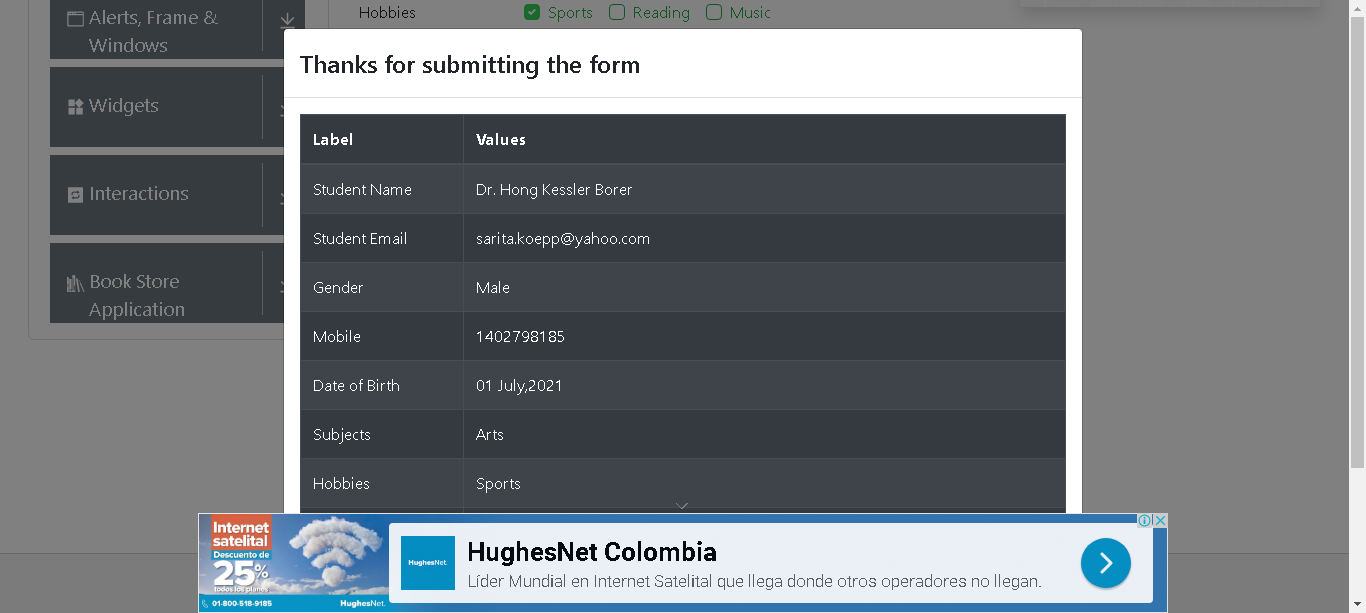 Alerts, Frame &
Windows
Widgets
Interactions
Book Store
Application
Hobbies Sports Reading Music
Thanks for submitting the form
Label Values
Student Name Dr. Hong Kessler Borer
Student Email sarita.koepp@yahoo.com
Gender Male
Mobile 1402798185
Date of Birth 01 July,2021
Subjects Arts
Hobbies Sports
Internet
satelital
Descuento de
25%
todos los planes
01-800-518-9185 HughesNet.
HughesNet.
HughesNet Colombia
Líder Mundial en Internet Satelital que llega donde otros operadores no llegan.